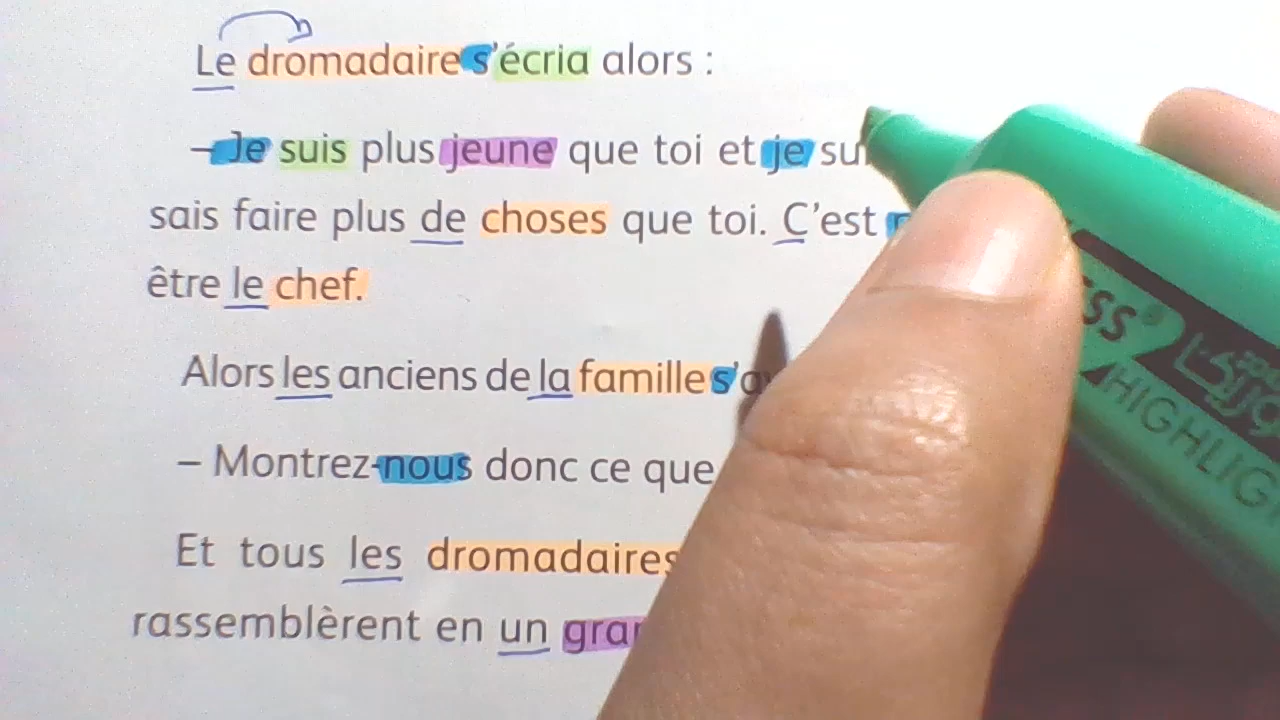 Le dromadaire s'écria alors :
– Je suis plus jeune que toi et je
sais faire plus de choses que toi. C'est
être le chef.
Alors les anciens de la famille
– Montrez-nous donc ce que
Et tous les dromadaires
rassemblèrent en un